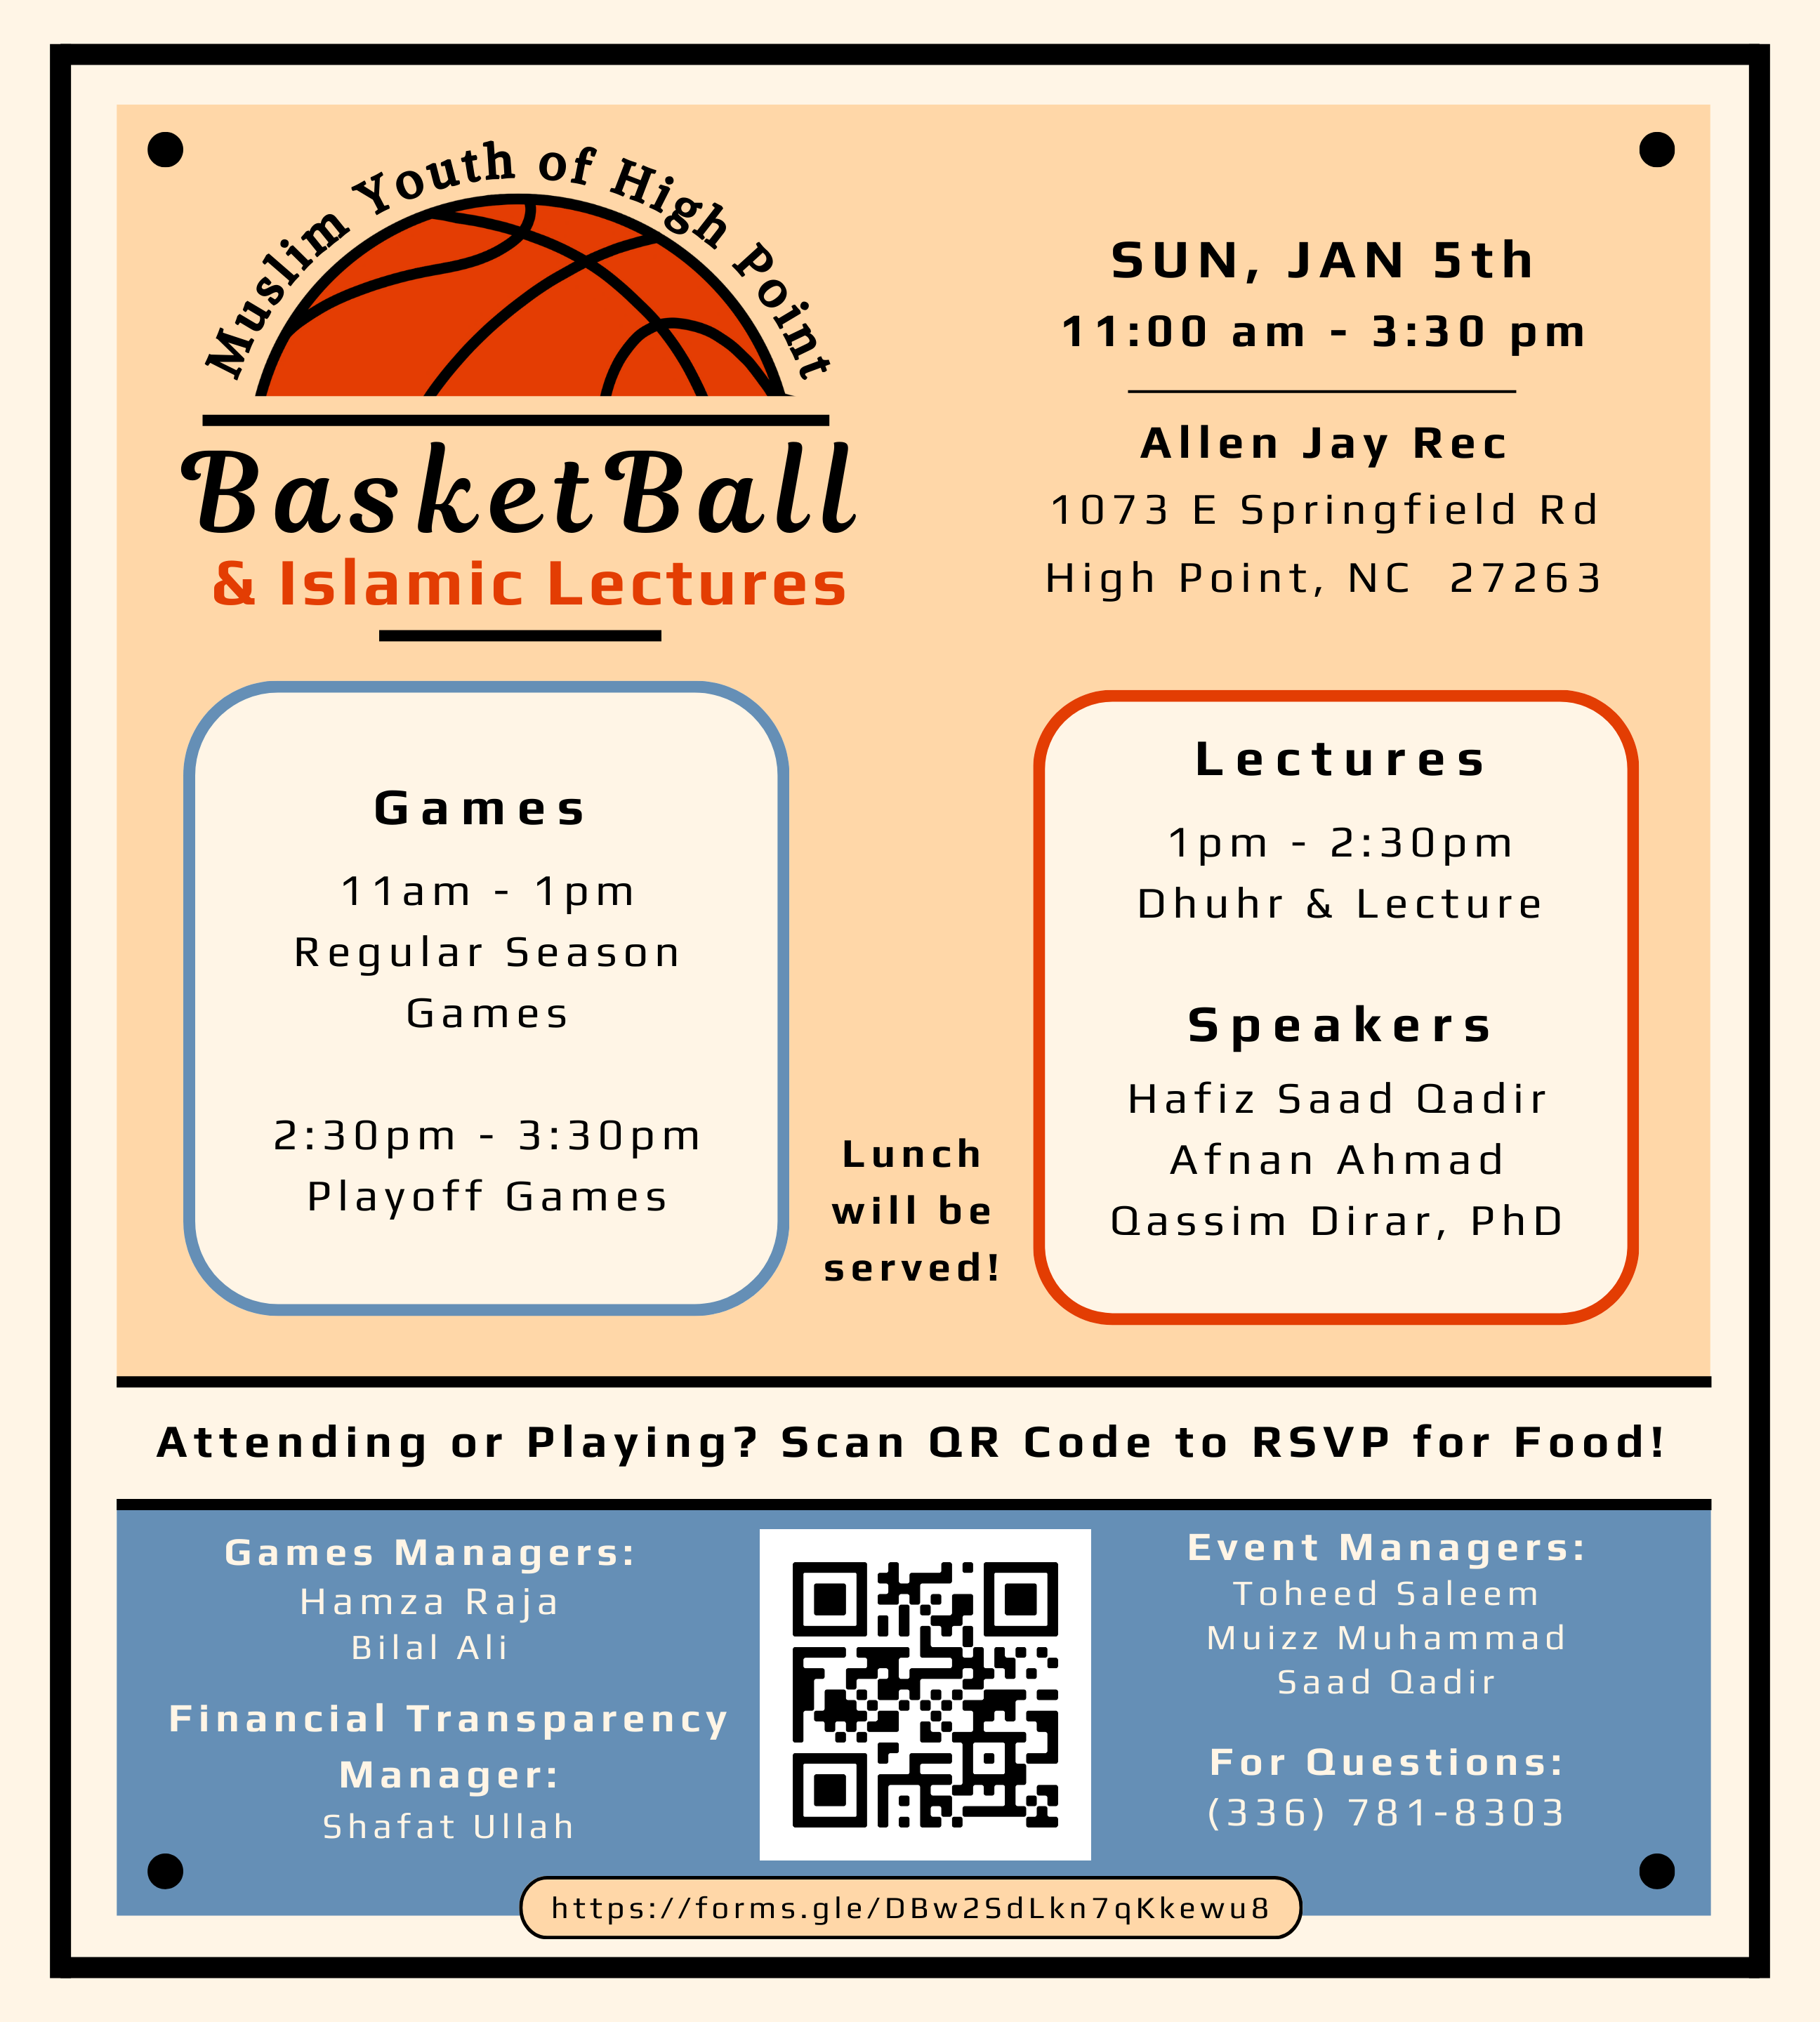 Muslim Youth of High Point
BasketBall
& Islamic Lectures
SUN, JAN 5th
11:00 am - 3:30 pm
Allen Jay Rec
1073 E Springfield Rd
High Point, NC 27263
Games
11am - 1pm
Regular Season
Games
2:30pm - 3:30pm
Playoff Games
Lunch
will be
served!
Lectures
1pm - 2:30pm
Dhuhr & Lecture
Speakers
Hafiz Saad Qadir
Afnan Ahmad
Qassim Dirar, PhD
Attending or Playing? Scan QR Code to RSVP for Food!
Games Managers:
Hamza Raja
Bilal Ali
Financial Transparency
Manager:
Shafat Ullah
Event Managers:
Toheed Saleem
Muizz Muhammad
Saad Qadir
For Questions:
(336) 781-8303
https://forms.gle/DBw2SdLkn7qKkewu8